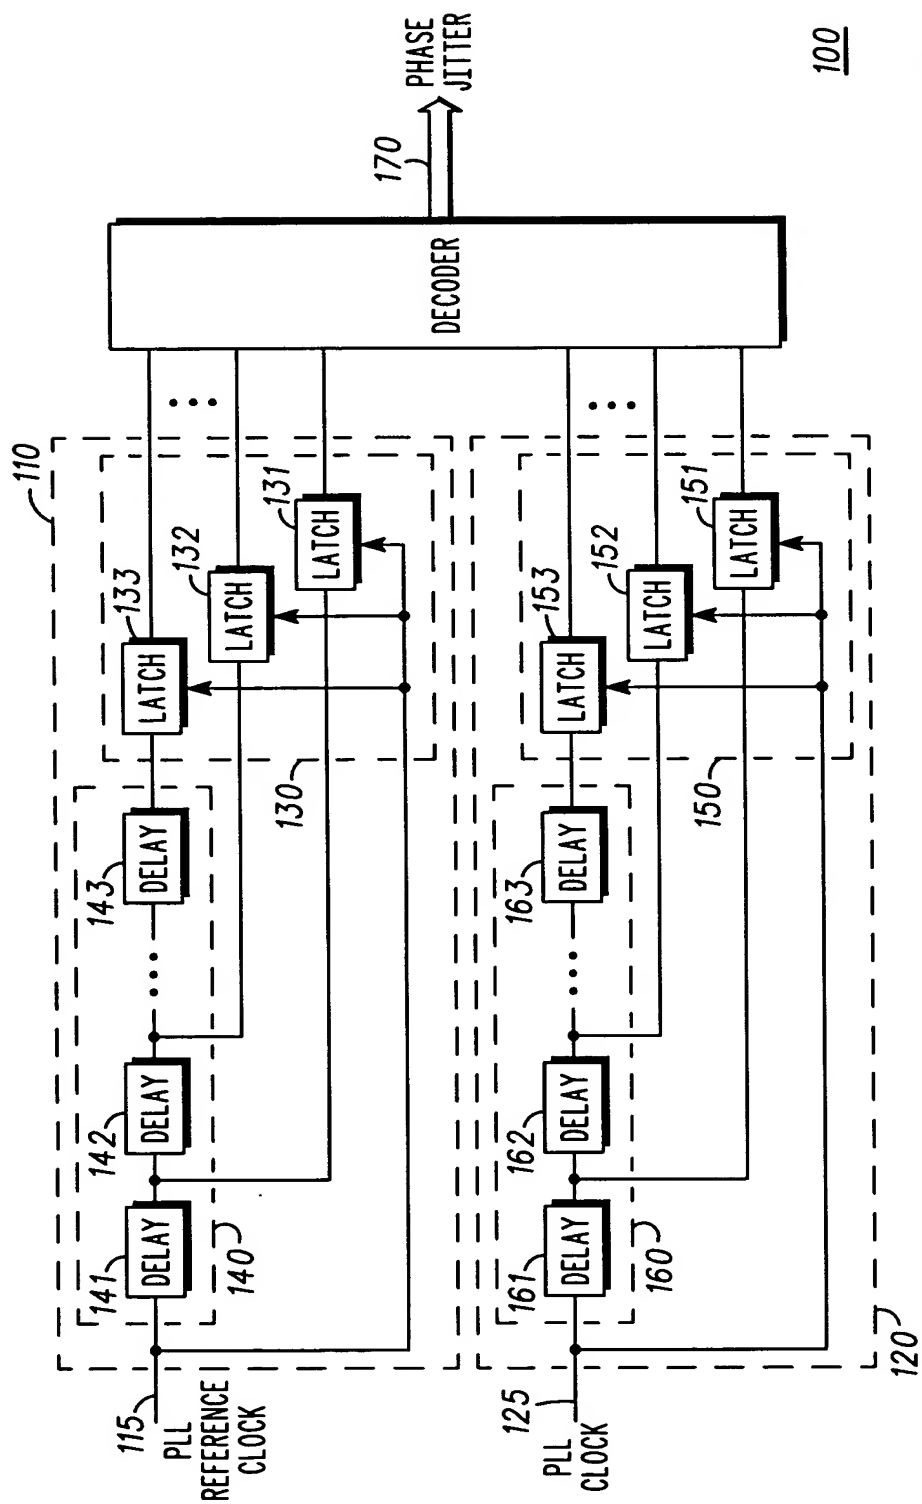 100
110
115
PLL
REFERENCE
CLOCK
140
141
DELAY
142
DELAY
143
DELAY
130
133
LATCH
132
LATCH
131
LATCH
DECODER
170
PHASE
JITTER
120
125
PLL
CLOCK
160
161
DELAY
162
DELAY
163
DELAY
150
153
LATCH
152
LATCH
151
LATCH